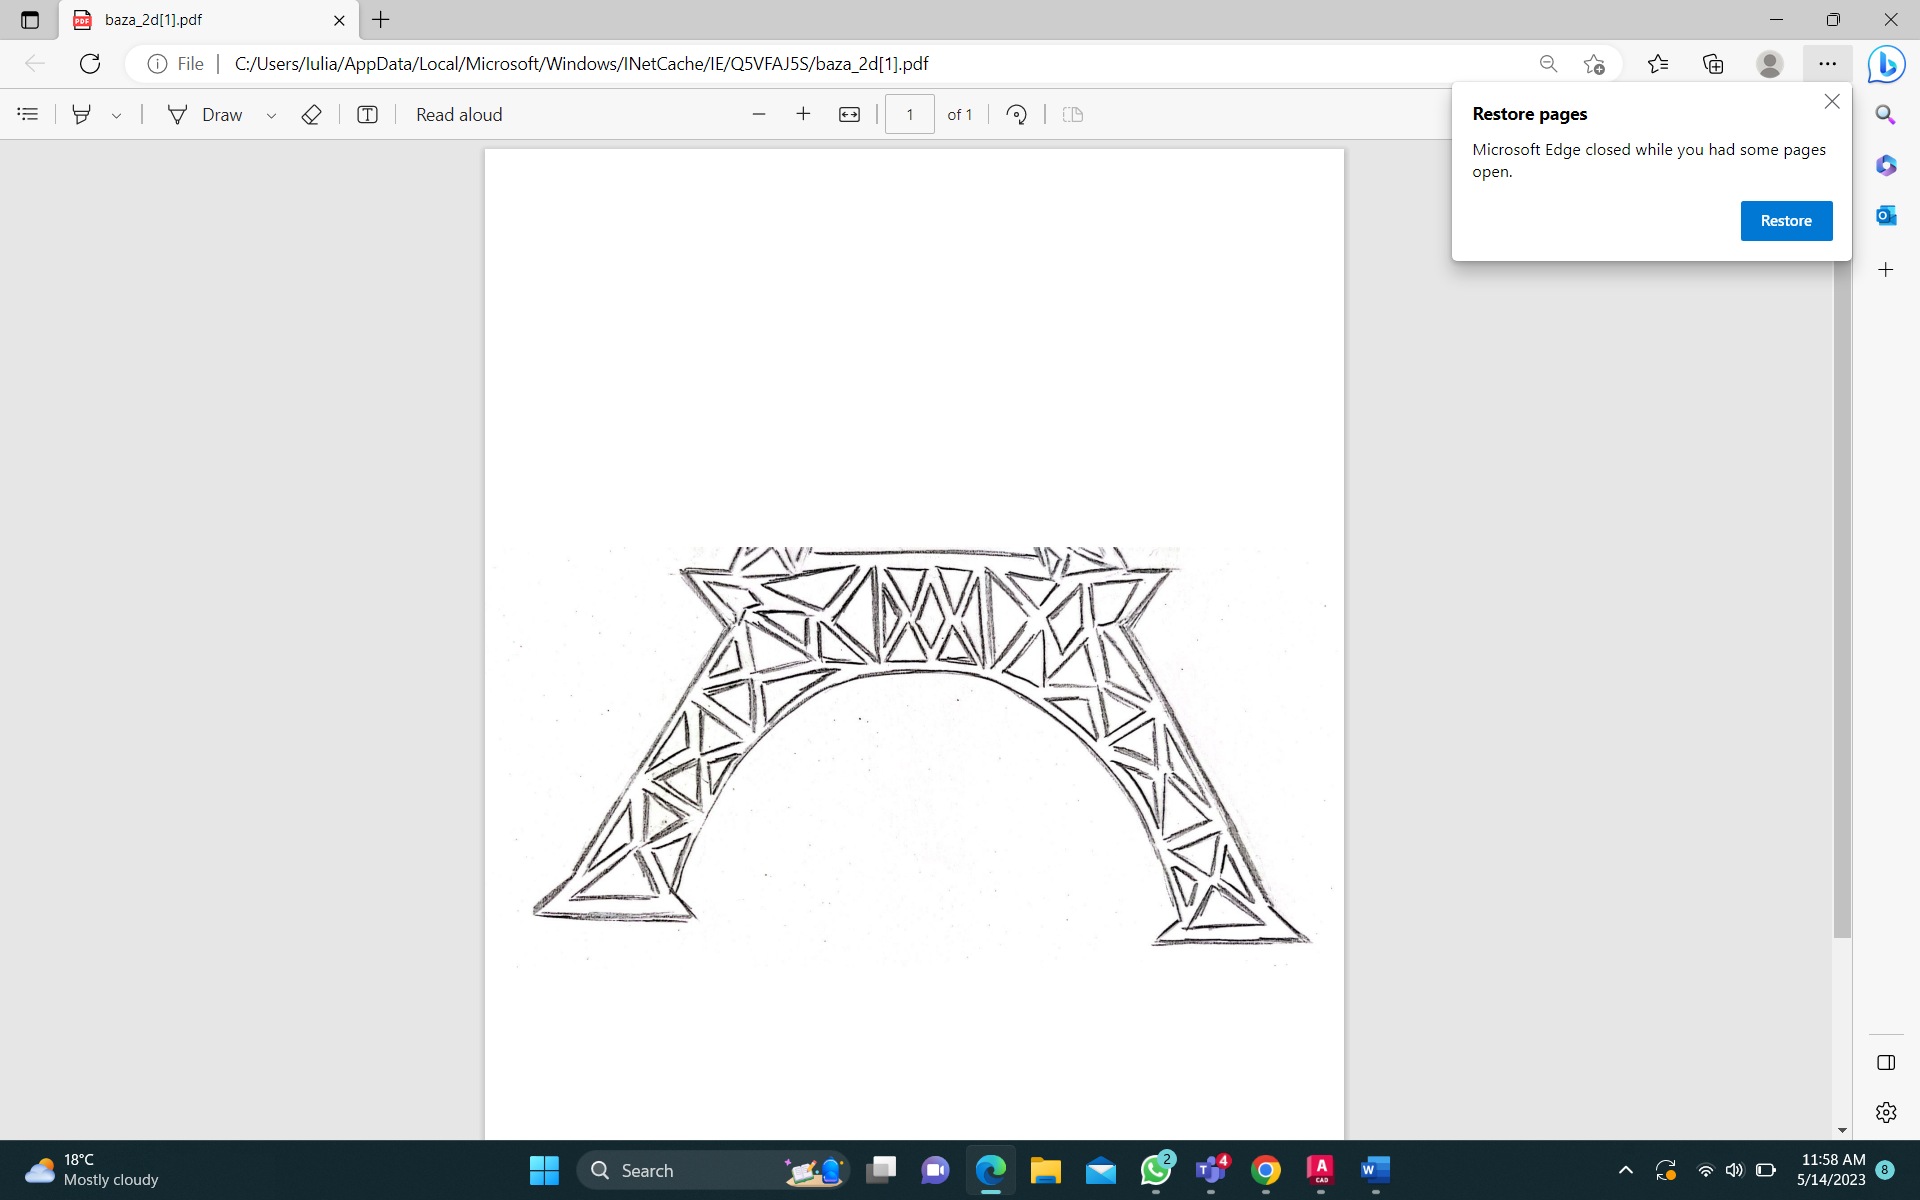 baza_2d[1].pdf
File
C:/Users/Iulia/AppData/Local/Microsoft/Windows/INetCache/IE/Q5VFAJ5S/baza_2d[1].pdf
Draw
Read aloud
1
of 1
Restore pages
Microsoft Edge closed while you had some pages
open.
Restore
18°C
Mostly cloudy
Search
2
4
11:58 AM
5/14/2023
8